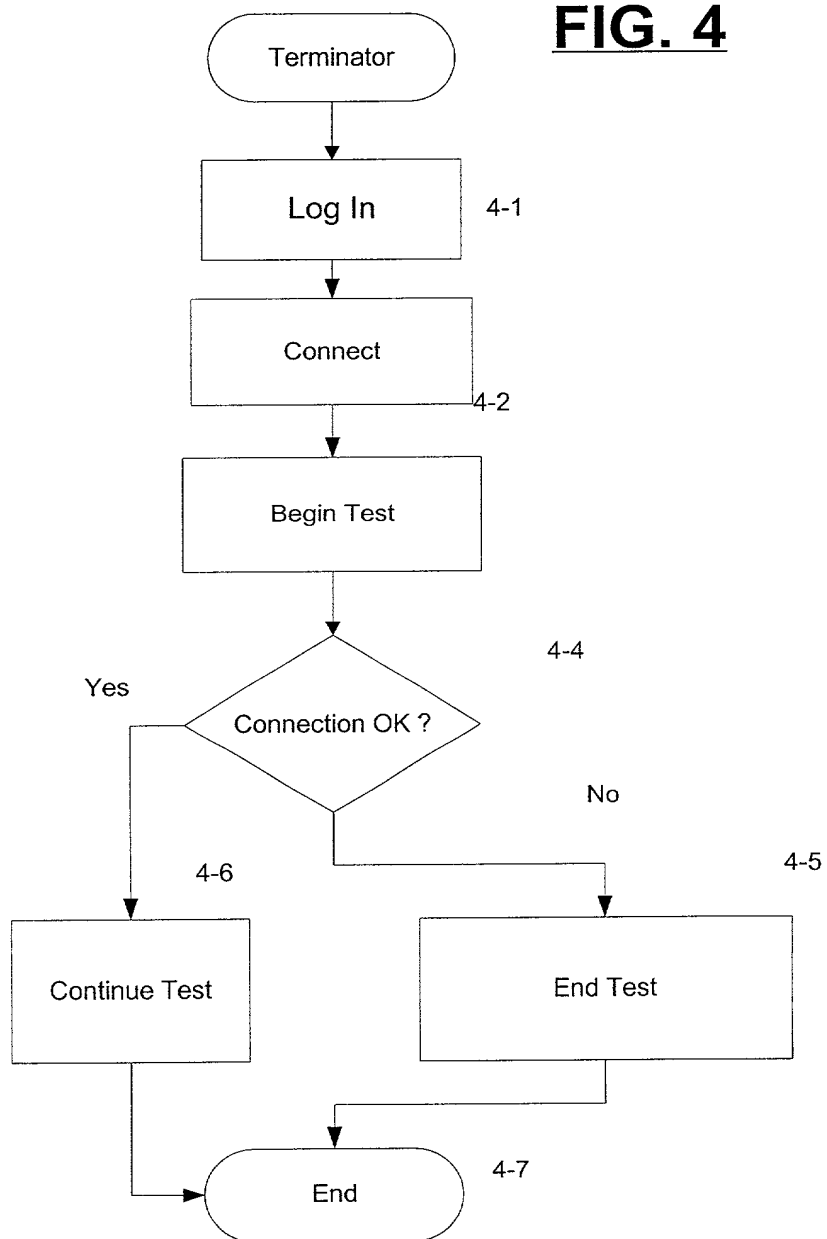 FIG. 4
Terminator
Log In
4-1
Connect
4-2
Begin Test
4-4
Yes
Connection OK ?
No
4-6
4-5
Continue Test
End Test
4-7
End